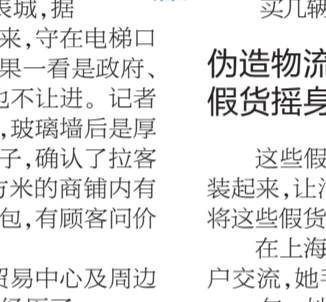 表城,据
来,守在电梯口
果一看是政府、
也不让进。记者
,玻璃墙后是厚
子,确认了拉客
方米的商铺内有
包,有顾客问价
贸易中心及周边
买几辆
伪造物流
假货摇身
这些假
装起来,让
将这些假货
在上海
户交流,她